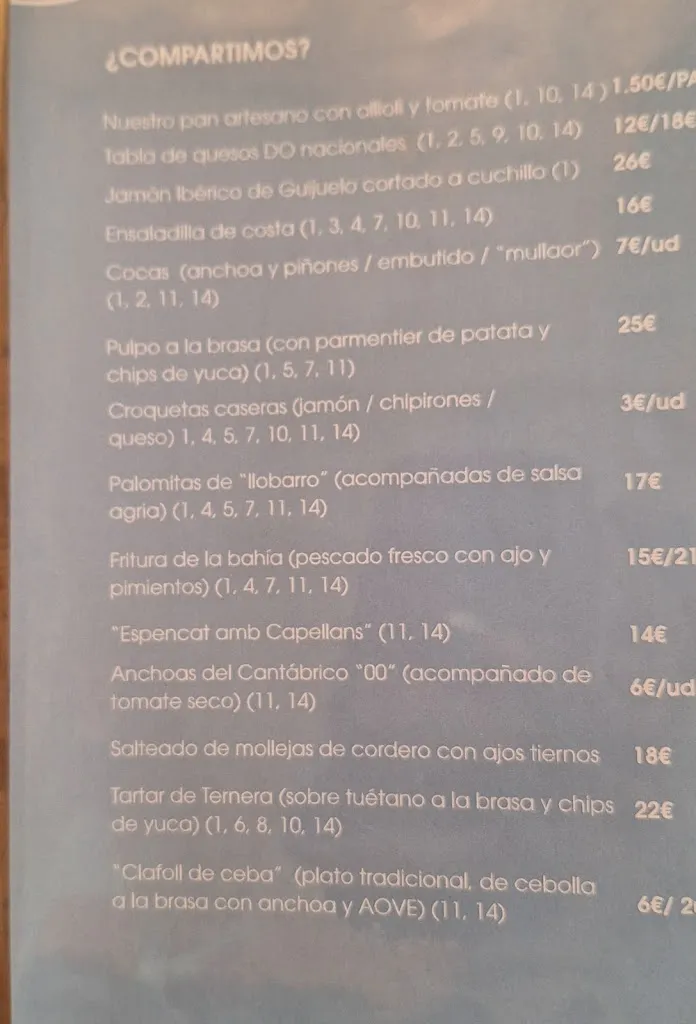 ¿COMPARTIMOS?
Nuestro pan artesano con allioli y tomate (1, 10, 14) 1.50€/PA
Tabla de quesos DO nacionales (1, 2, 5, 9, 10, 14) 12€/18€
Jamón Ibérico de Guijuelo cortado a cuchillo (1) 26€
Ensaladilla de costa (1, 3, 4, 7, 10, 11, 14) 16€
Cocas (anchoa y piñones / embutido / "mullaor") 7€/ud
(1, 2, 11, 14)
Pulpo a la brasa (con parmentier de patata y 25€
chips de yuca) (1, 5, 7, 11)
Croquetas caseras (jamón / chipirones / 3€/ud
queso) 1, 4, 5, 7, 10, 11, 14)
Palomitas de "llobarro" (acompañadas de salsa 17€
agria) (1, 4, 5, 7, 11, 14)
Fritura de la bahía (pescado fresco con ajo y 15€/21
pimientos) (1, 4, 7, 11, 14)
"Espencat amb Capellans" (11, 14) 14€
Anchoas del Cantábrico "00" (acompañado de 6€/ud
tomate seco) (11, 14)
Salteado de mollejas de cordero con ajos tiernos 18€
Tartar de Ternera (sobre tuétano a la brasa y chips 22€
de yuca) (1, 6, 8, 10, 14)
"Clafoll de ceba" (plato tradicional, de cebolla
a la brasa con anchoa y AOVE) (11, 14) 6€/ 2